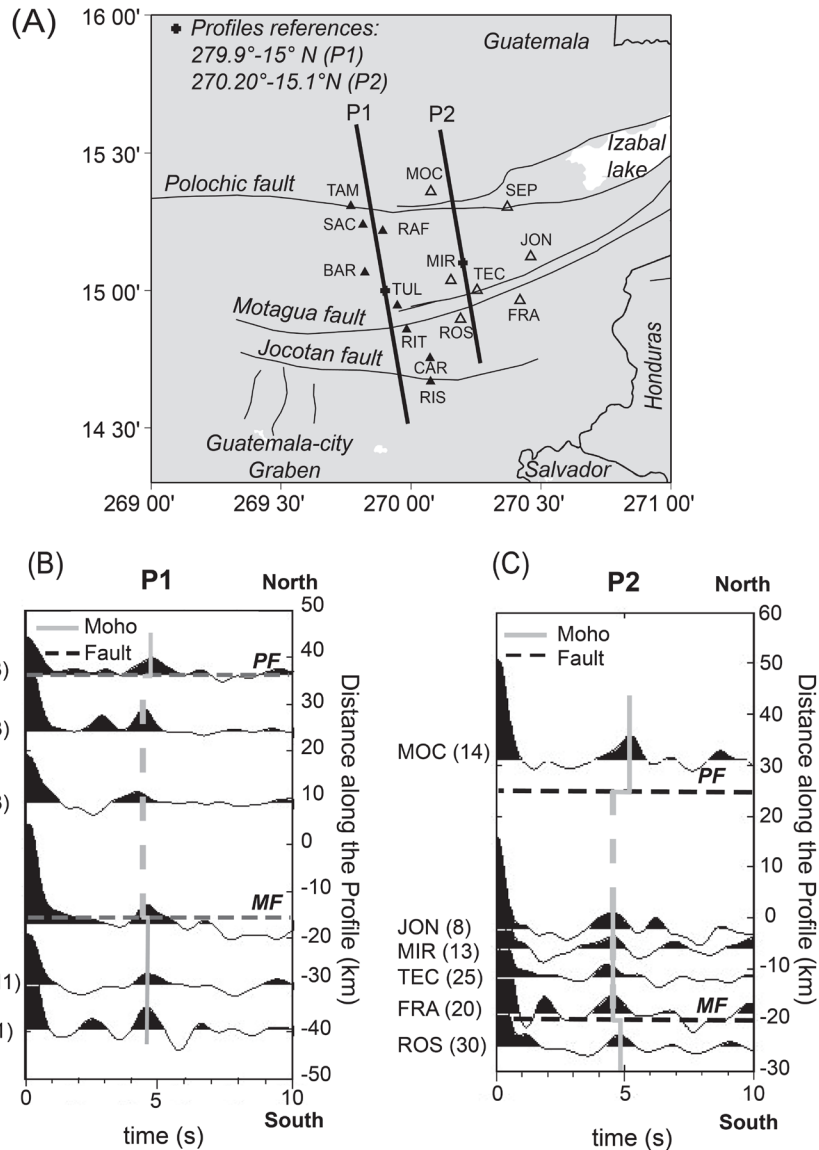 (A)
16 00'
15 30'
15 00'
14 30'
269 00'
269 30'
270 00'
270 30'
271 00'
Profiles references:
279.9°-15° N (P1)
270.20°-15.1°N (P2)
Guatemala
P1
P2
Izabal
lake
MOC
Polochic fault
TAM
SEP
SAC
RAF
JON
BAR
MIR
TEC
TUL
Motagua fault
FRA
ROS
RIT
Jocotan fault
CAR
RIS
Honduras
Guatemala-city
Graben
Salvador
(B)
P1
North
Moho
Fault
PF
MF
3)
3)
3)
11)
1)
50
40
30
20
10
0
-10
-20
-30
-40
-50
Distance along the Profile (km)
0
5
10
time (s)
South
(C)
P2
North
Moho
Fault
MOC (14)
PF
JON (8)
MIR (13)
TEC (25)
FRA (20)
MF
ROS (30)
60
50
40
30
20
10
0
-10
-20
-30
Distance along the Profile (km)
0
5
10
time (s)
South